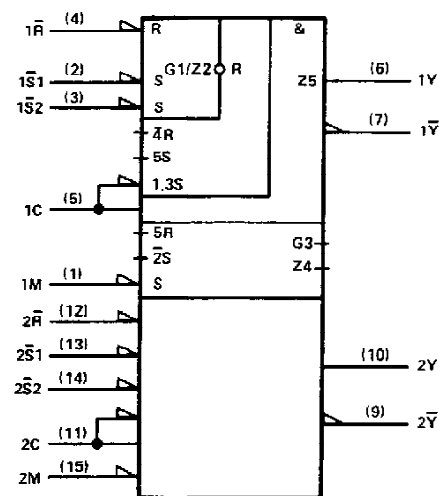 1R̅ (4) R &
G1/Z2 R
1S̅1 (2) S Z5 (6) 1Y
1S̅2 (3) S
(7) 1Y̅
4̅R
5S
1,3S
1C (5)
5R G3
2̅S Z4
1M (1) S
2R̅ (12)
2S̅1 (13)
(10) 2Y
2S̅2 (14)
(9) 2Y̅
2C (11)
2M (15)